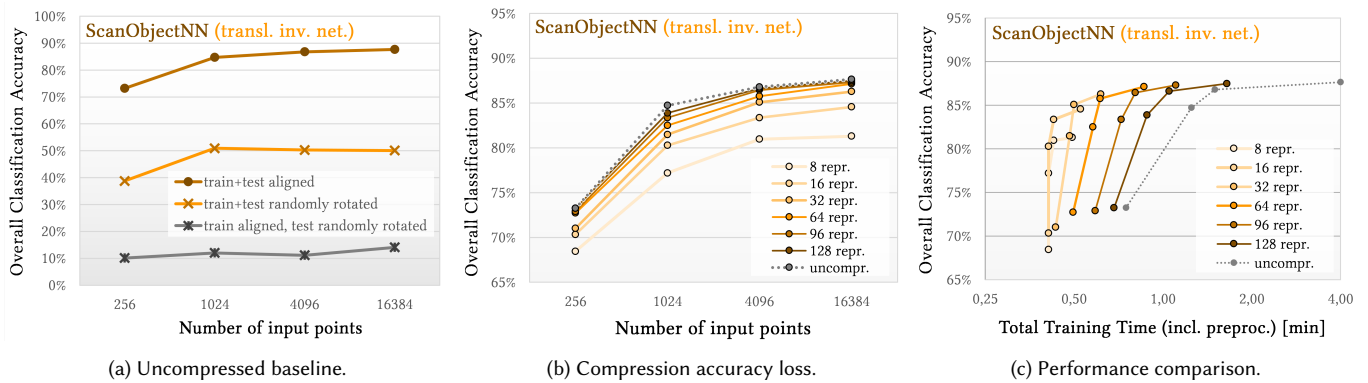 ScanObjectNN (transl. inv. net.)
Overall Classification Accuracy
100%
90%
80%
70%
60%
50%
40%
30%
20%
10%
0%
train+test aligned
train+test randomly rotated
train aligned, test randomly rotated
256 1024 4096 16384
Number of input points
(a) Uncompressed baseline.
ScanObjectNN (transl. inv. net.)
Overall Classification Accuracy
85%
85%
80%
75%
70%
65%
8 repr.
16 repr.
32 repr.
64 repr.
96 repr.
128 repr.
uncompr.
256 1024 4096 16384
Number of input points
(b) Compression accuracy loss.
ScanObjectNN (transl. inv. net.)
Overall Classification Accuracy
95%
90%
85%
80%
75%
70%
65%
8 repr.
16 repr.
32 repr.
64 repr.
96 repr.
128 repr.
uncompr.
0,25 0,50 1,00 2,00 4,00
Total Training Time (incl. preproc.) [min]
(c) Performance comparison.